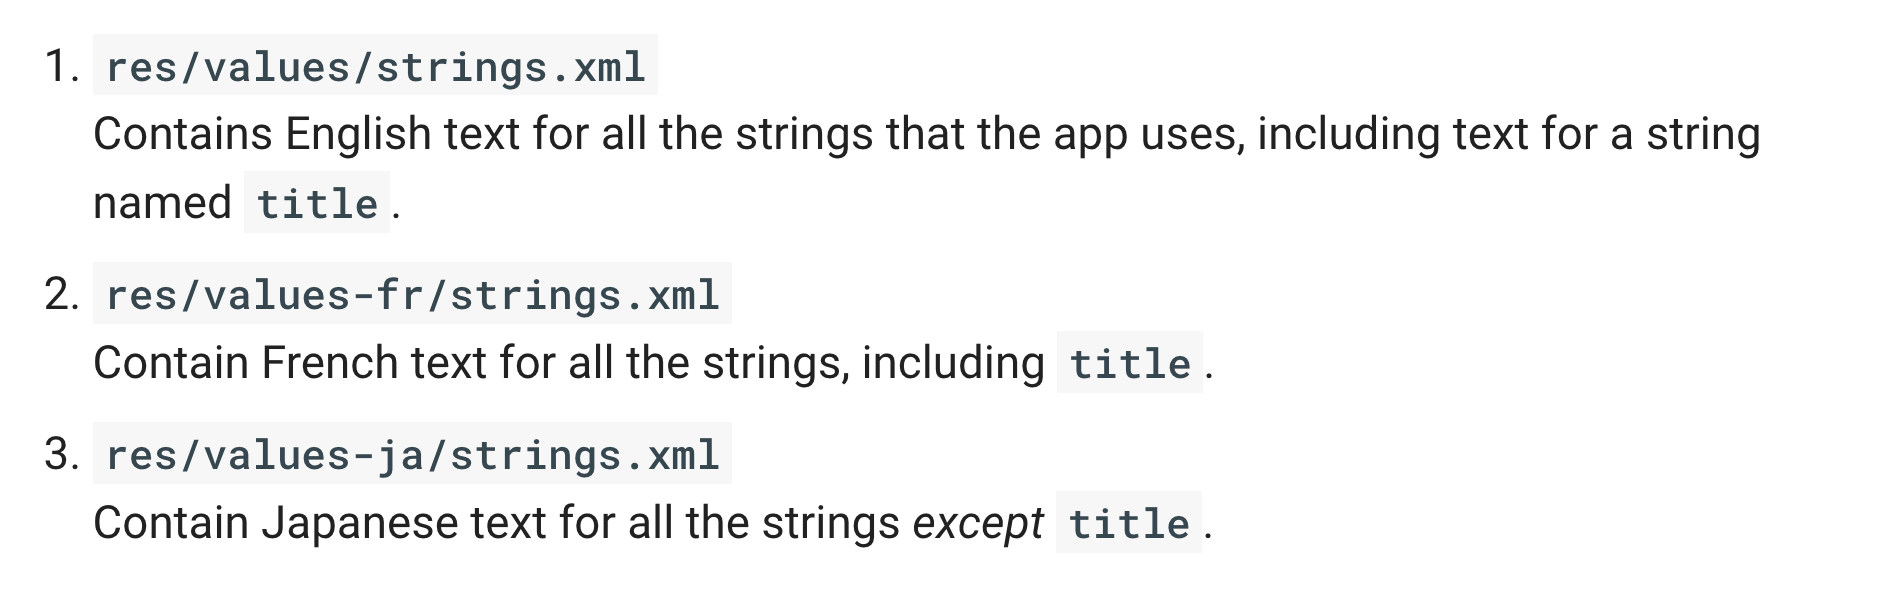 1. res/values/strings.xml
Contains English text for all the strings that the app uses, including text for a string
named title.
2. res/values-fr/strings.xml
Contain French text for all the strings, including title.
3. res/values-ja/strings.xml
Contain Japanese text for all the strings except title.